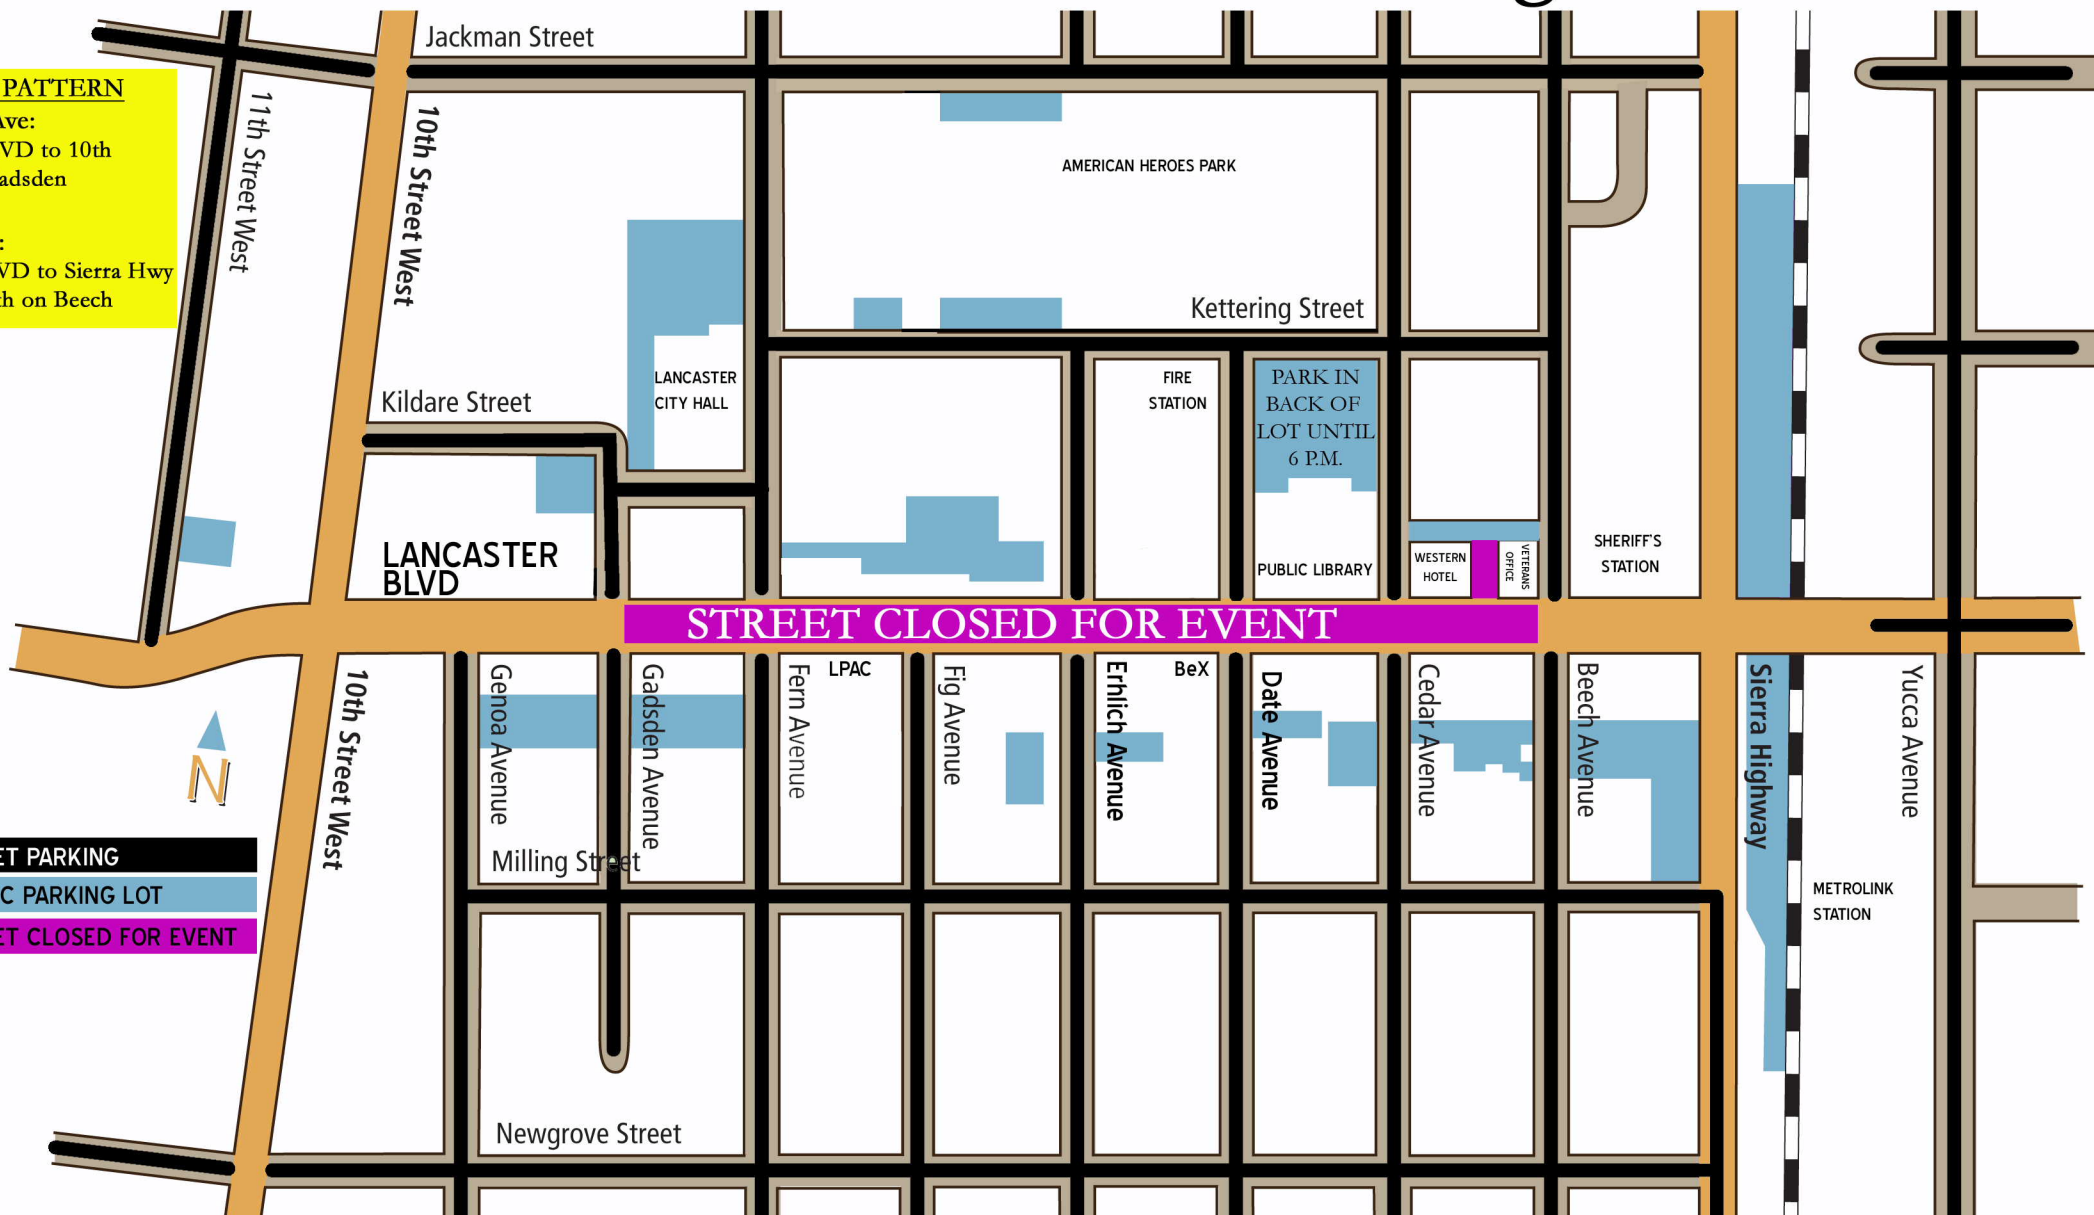 Jackman Street
PATTERN
Ave:
VD to 10th
adsden
:
VD to Sierra Hwy
th on Beech
11th Street West
10th Street West
AMERICAN HEROES PARK
Kettering Street
Kildare Street
LANCASTER
CITY HALL
FIRE
STATION
PARK IN
BACK OF
LOT UNTIL
6 P.M.
LANCASTER
BLVD
PUBLIC LIBRARY
WESTERN
HOTEL
VETERANS
OFFICE
SHERIFF'S
STATION
STREET CLOSED FOR EVENT
10th Street West
Genoa Avenue
Gadsden Avenue
Fern Avenue
LPAC
Fig Avenue
Erhlich Avenue
BeX
Date Avenue
Cedar Avenue
Beech Avenue
Sierra Highway
Yucca Avenue
N
Milling Street
ET PARKING
C PARKING LOT
ET CLOSED FOR EVENT
METROLINK
STATION
Newgrove Street